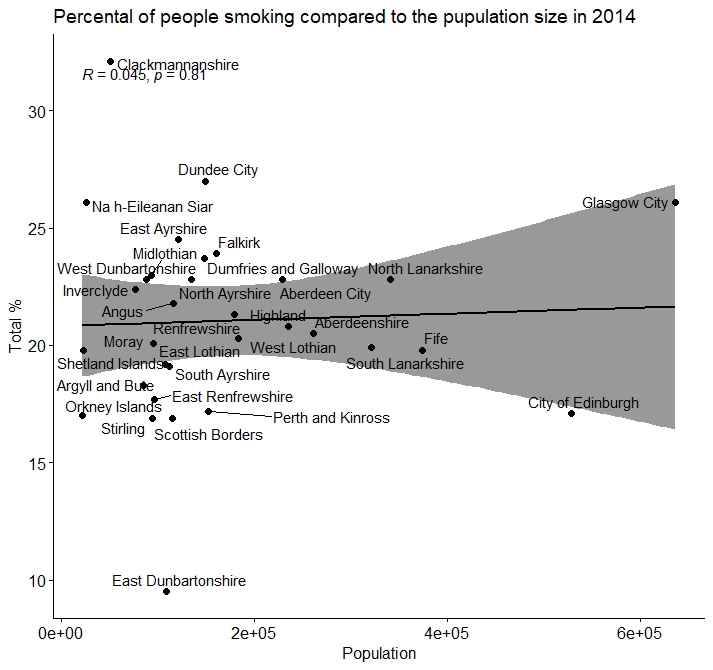 Percental of people smoking compared to the pupulation size in 2014
Clackmannanshire
R = 0.045, p = 0.81
30
Dundee City
Na h-Eileanan Siar
Glasgow City
25
East Ayrshire
Falkirk
Midlothian
West Dunbartonshire
Dumfries and Galloway
North Lanarkshire
Inverclyde
North Ayrshire
Aberdeen City
Angus
Highland
Aberdeenshire
Renfrewshire
Fife
Moray
West Lothian
20
East Lothian
Shetland Islands
South Lanarkshire
South Ayrshire
Argyll and Bute
East Renfrewshire
City of Edinburgh
Orkney Islands
Perth and Kinross
Stirling
Scottish Borders
15
East Dunbartonshire
10
Total %
0e+00
2e+05
4e+05
6e+05
Population